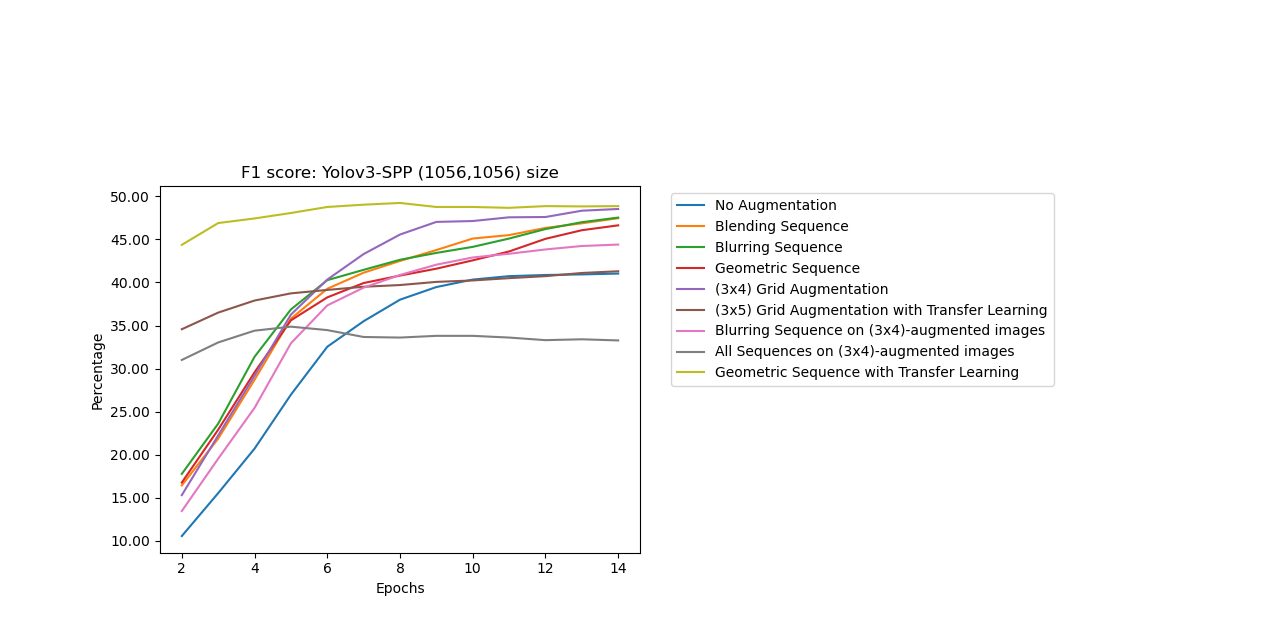 F1 score: Yolov3-SPP (1056,1056) size
50.00
45.00
40.00
35.00
30.00
25.00
20.00
15.00
10.00
Percentage
2 4 6 8 10 12 14
Epochs
No Augmentation
Blending Sequence
Blurring Sequence
Geometric Sequence
(3x4) Grid Augmentation
(3x5) Grid Augmentation with Transfer Learning
Blurring Sequence on (3x4)-augmented images
All Sequences on (3x4)-augmented images
Geometric Sequence with Transfer Learning